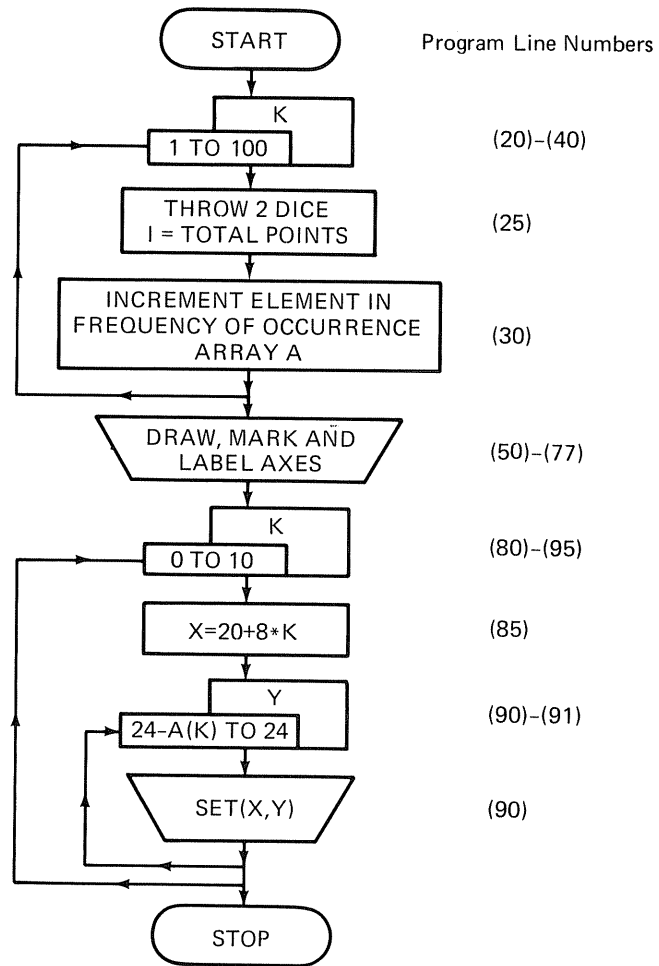 START
Program Line Numbers
K
1 TO 100
(20)–(40)
THROW 2 DICE
I = TOTAL POINTS
(25)
INCREMENT ELEMENT IN
FREQUENCY OF OCCURRENCE
ARRAY A
(30)
DRAW, MARK AND
LABEL AXES
(50)–(77)
K
0 TO 10
(80)–(95)
X=20+8*K
(85)
Y
24–A(K) TO 24
(90)–(91)
SET(X,Y)
(90)
STOP